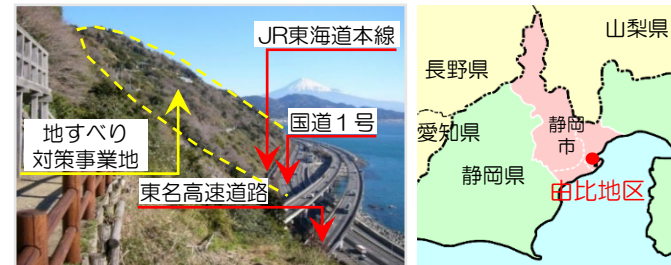 JR東海道本線
国道１号
地すべり
対策事業地
東名高速道路
山梨県
長野県
愛知県
静岡
市
静岡県
由比地区